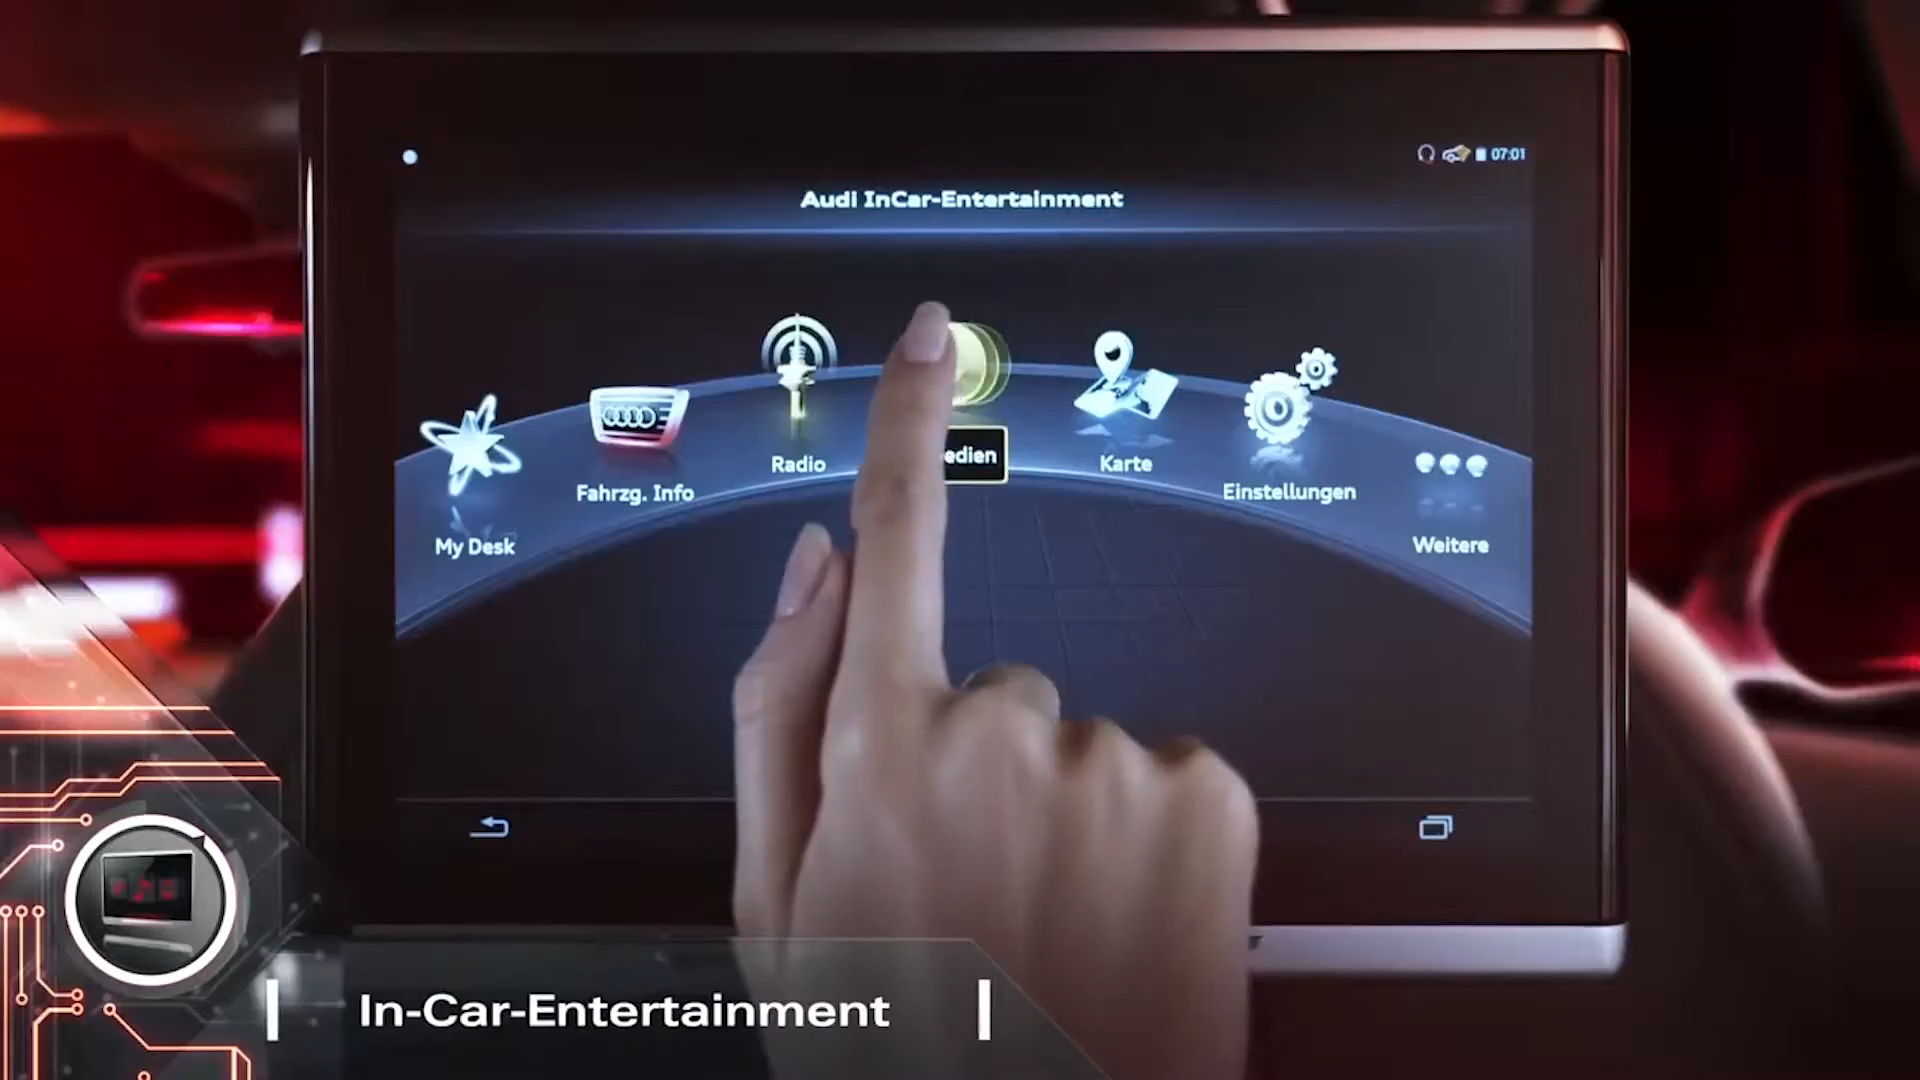 07:01
Audi InCar-Entertainment
Radio
edien
Karte
Fahrzg. Info
Einstellungen
My Desk
Weitere
In-Car-Entertainment